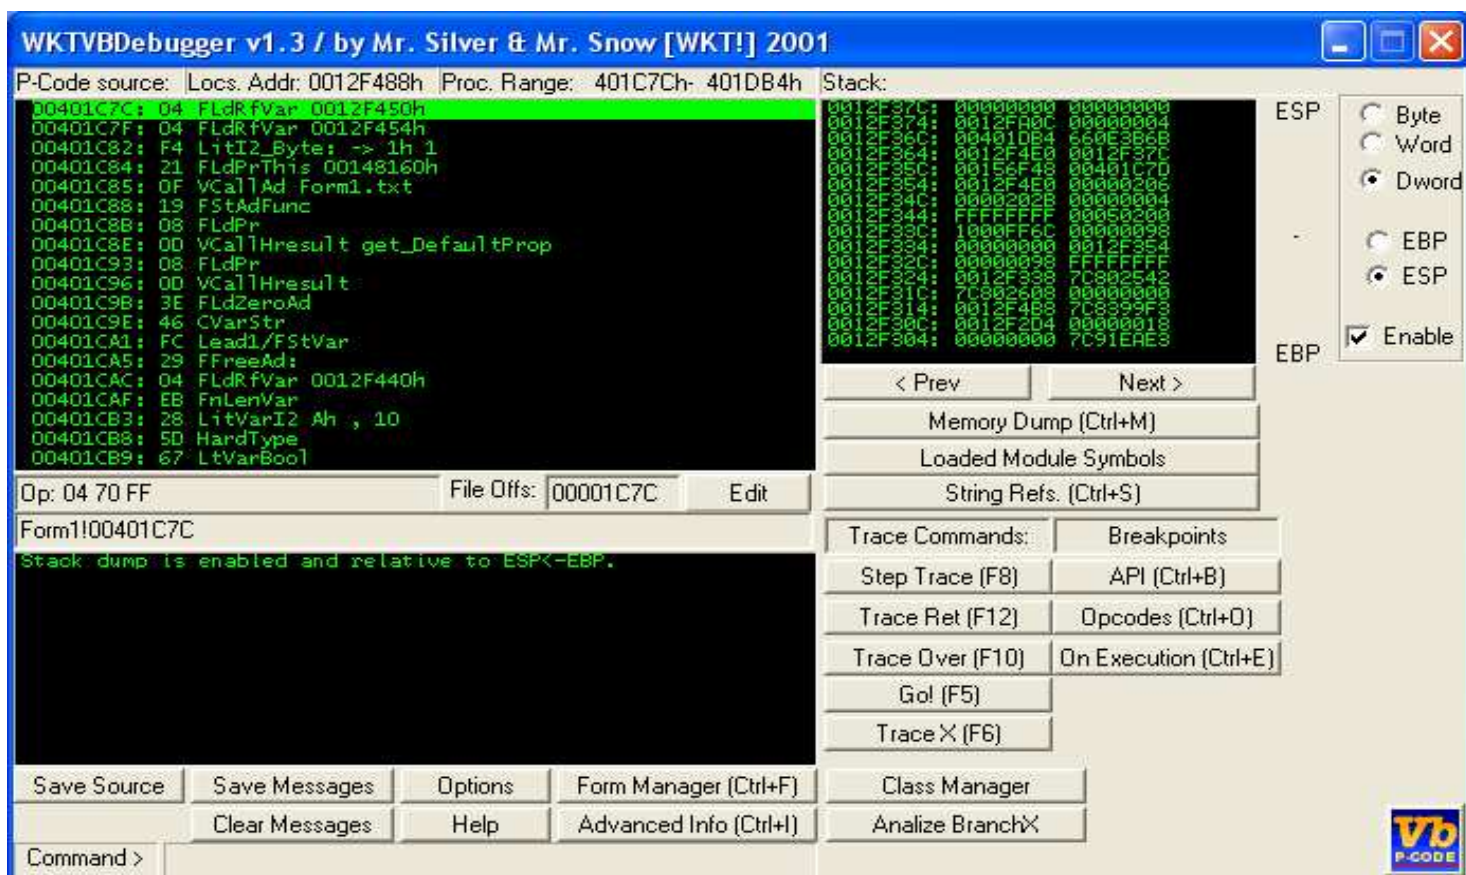 WKTVBDebugger v1.3 / by Mr. Silver & Mr. Snow [WKT!] 2001
P-Code source: Locs. Addr: 0012F488h Proc. Range: 401C7Ch- 401DB4h Stack:
00401C7C: 04 FLdRfVar 0012F450h
00401C7F: 04 FLdRfVar 0012F454h
00401C82: F4 LitI2_Byte: -> 1h 1
00401C84: 21 FLdPrThis 00148160h
00401C85: 0F VCallAd Form1.txt
00401C88: 19 FStAdFunc
00401C8B: 08 FLdPr
00401C8E: 0D VCallHresult get_DefaultProp
00401C93: 08 FLdPr
00401C96: 0D VCallHresult
00401C9B: 3E FLdZeroAd
00401C9E: 46 CVarStr
00401CA1: FC Lead1/FStVar
00401CA5: 29 FFreeAd:
00401CAC: 04 FLdRfVar 0012F440h
00401CAF: EB FnLenVar
00401CB3: 28 LitVarI2 Ah , 10
00401CB8: 5D HardType
00401CB9: 67 LtVarBool
0012F37C: 00000000 00000000
0012F374: 0012FA0C 00000004
0012F36C: 00401DB4 660E3B6B
0012F364: 0012F4E0 0012F37C
0012F35C: 00156F48 00401C7D
0012F354: 0012F4E0 00000206
0012F34C: 0000202B 00000004
0012F344: FFFFFFFF 00050200
0012F33C: 1000FF6C 00000098
0012F334: 00000000 0012F354
0012F32C: 00000098 FFFFFFFF
0012F324: 0012F338 7C802542
0012F31C: 7C802608 00000000
0012F314: 0012F4B8 7C8399F3
0012F30C: 0012F2D4 00000018
0012F304: 00000000 7C91EAE3
ESP
-
EBP
Byte
Word
Dword
EBP
ESP
Enable
< Prev Next >
Memory Dump (Ctrl+M)
Loaded Module Symbols
String Refs. (Ctrl+S)
Op: 04 70 FF File Offs: 00001C7C Edit
Form1!00401C7C
Stack dump is enabled and relative to ESP<-EBP.
Trace Commands: Breakpoints
Step Trace (F8) API (Ctrl+B)
Trace Ret (F12) Opcodes (Ctrl+O)
Trace Over (F10) On Execution (Ctrl+E)
Go! (F5)
Trace X (F6)
Save Source Save Messages Options Form Manager (Ctrl+F) Class Manager
Clear Messages Help Advanced Info (Ctrl+I) Analize BranchX
Command >
Vb
P-CODE